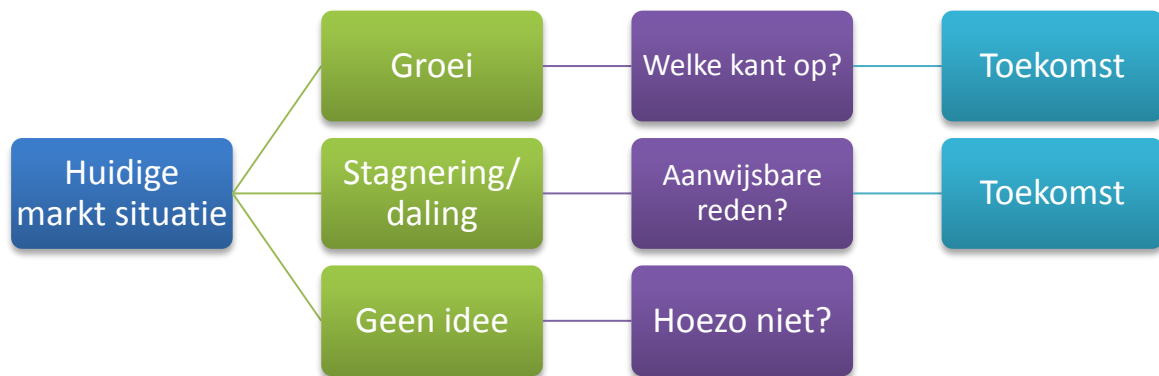 Groei
Welke kant op?
Toekomst
Huidige
markt situatie
Stagnering/
daling
Aanwijsbare
reden?
Toekomst
Geen idee
Hoezo niet?